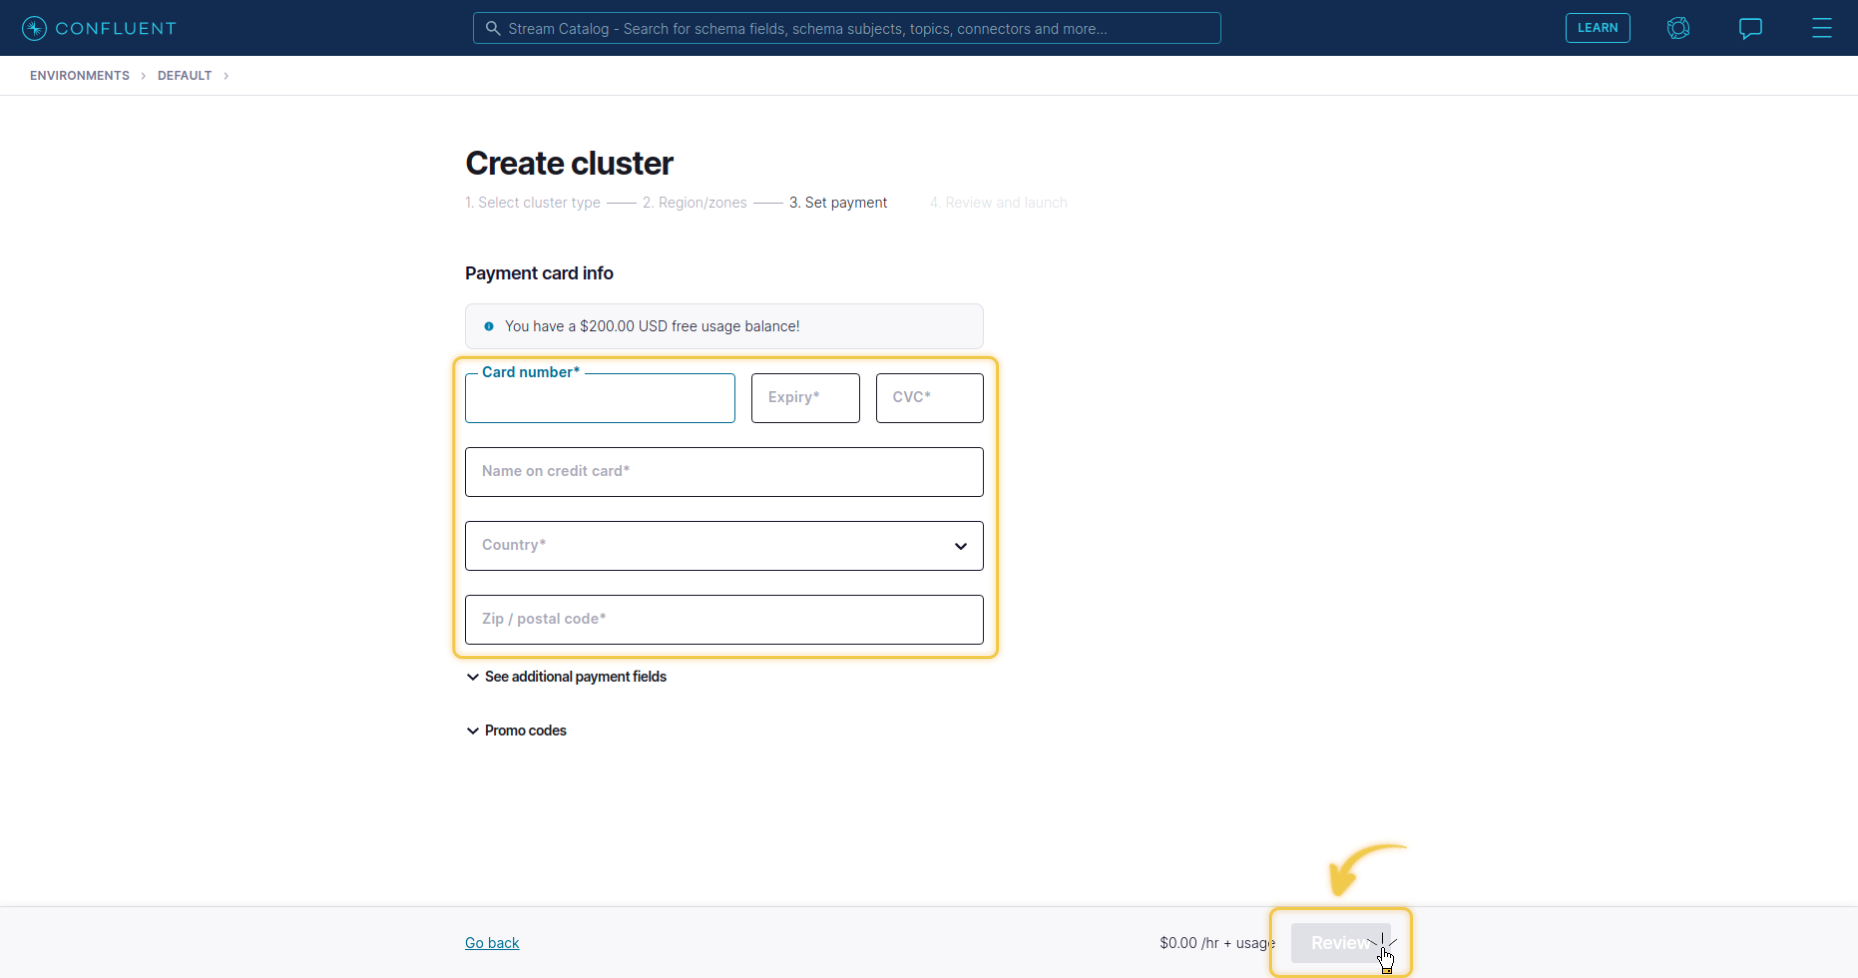 CONFLUENT
Stream Catalog - Search for schema fields, schema subjects, topics, connectors and more...
LEARN
ENVIRONMENTS > DEFAULT >
Create cluster
1. Select cluster type
2. Region/zones
3. Set payment
4. Review and launch
Payment card info
You have a $200.00 USD free usage balance!
Card number*
Expiry*
CVC*
Name on credit card*
Country*
Zip / postal code*
See additional payment fields
Promo codes
Go back
$0.00 /hr + usage
Review